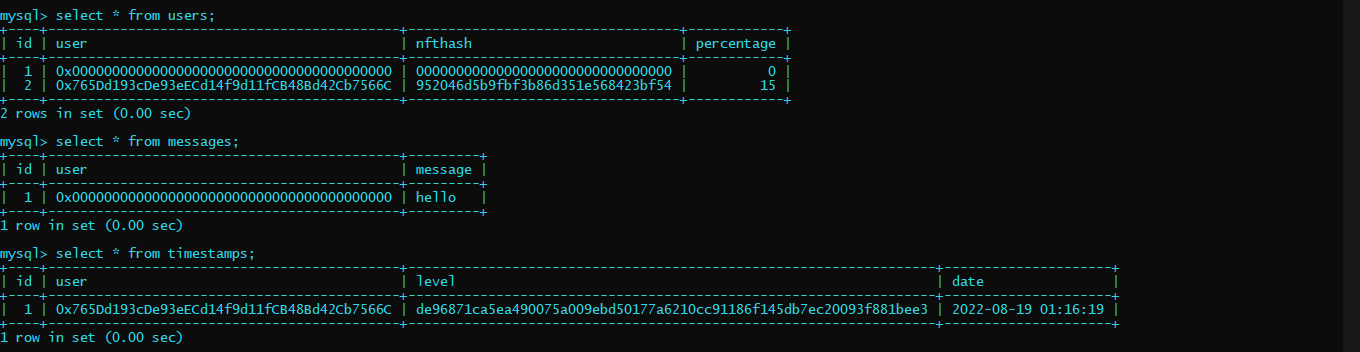 mysql> select * from users;
+----+--------------------------------------------+----------------------------------+------------+
| id | user                                       | nfthash                          | percentage |
+----+--------------------------------------------+----------------------------------+------------+
|  1 | 0x0000000000000000000000000000000000000000 | 00000000000000000000000000000000 |          0 |
|  2 | 0x765Dd193cDe93eECd14f9d11fCB48Bd42Cb7566C | 952046d5b9fbf3b86d351e568423bf54 |         15 |
+----+--------------------------------------------+----------------------------------+------------+
2 rows in set (0.00 sec)
mysql> select * from messages;
+----+--------------------------------------------+---------+
| id | user                                       | message |
+----+--------------------------------------------+---------+
|  1 | 0x0000000000000000000000000000000000000000 | hello   |
+----+--------------------------------------------+---------+
1 row in set (0.00 sec)
mysql> select * from timestamps;
+----+--------------------------------------------+------------------------------------------------------------------+---------------------+
| id | user                                       | level                                                            | date                |
+----+--------------------------------------------+------------------------------------------------------------------+---------------------+
|  1 | 0x765Dd193cDe93eECd14f9d11fCB48Bd42Cb7566C | de96871ca5ea490075a009ebd50177a6210cc91186f145db7ec20093f881bee3 | 2022-08-19 01:16:19 |
+----+--------------------------------------------+------------------------------------------------------------------+---------------------+
1 row in set (0.00 sec)